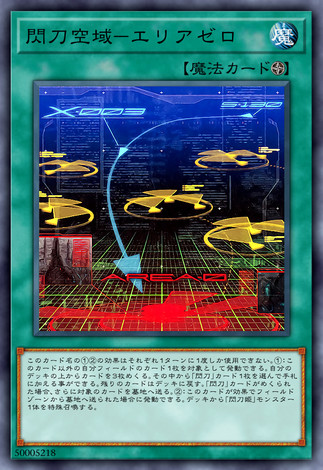 閃刀空域-エリアゼロ
魔
【魔法カード】
X-003
S-130
AREA 0
このカード名の①②の効果はそれぞれ1ターンに1度しか使用できない。①:こ
のカード以外の自分フィールドのカード1枚を対象として発動できる。自分の
デッキの上からカードを3枚めくる。その中から「閃刀」カード1枚を選んで手札
に加える事ができる。残りのカードはデッキに戻す。「閃刀」カードがめくられ
た場合、さらに対象のカードを墓地へ送る。②:このカードが効果でフィールド
ゾーンから墓地へ送られた場合に発動できる。デッキから「閃刀姫」モンスター
1体を特殊召喚する。
50005218